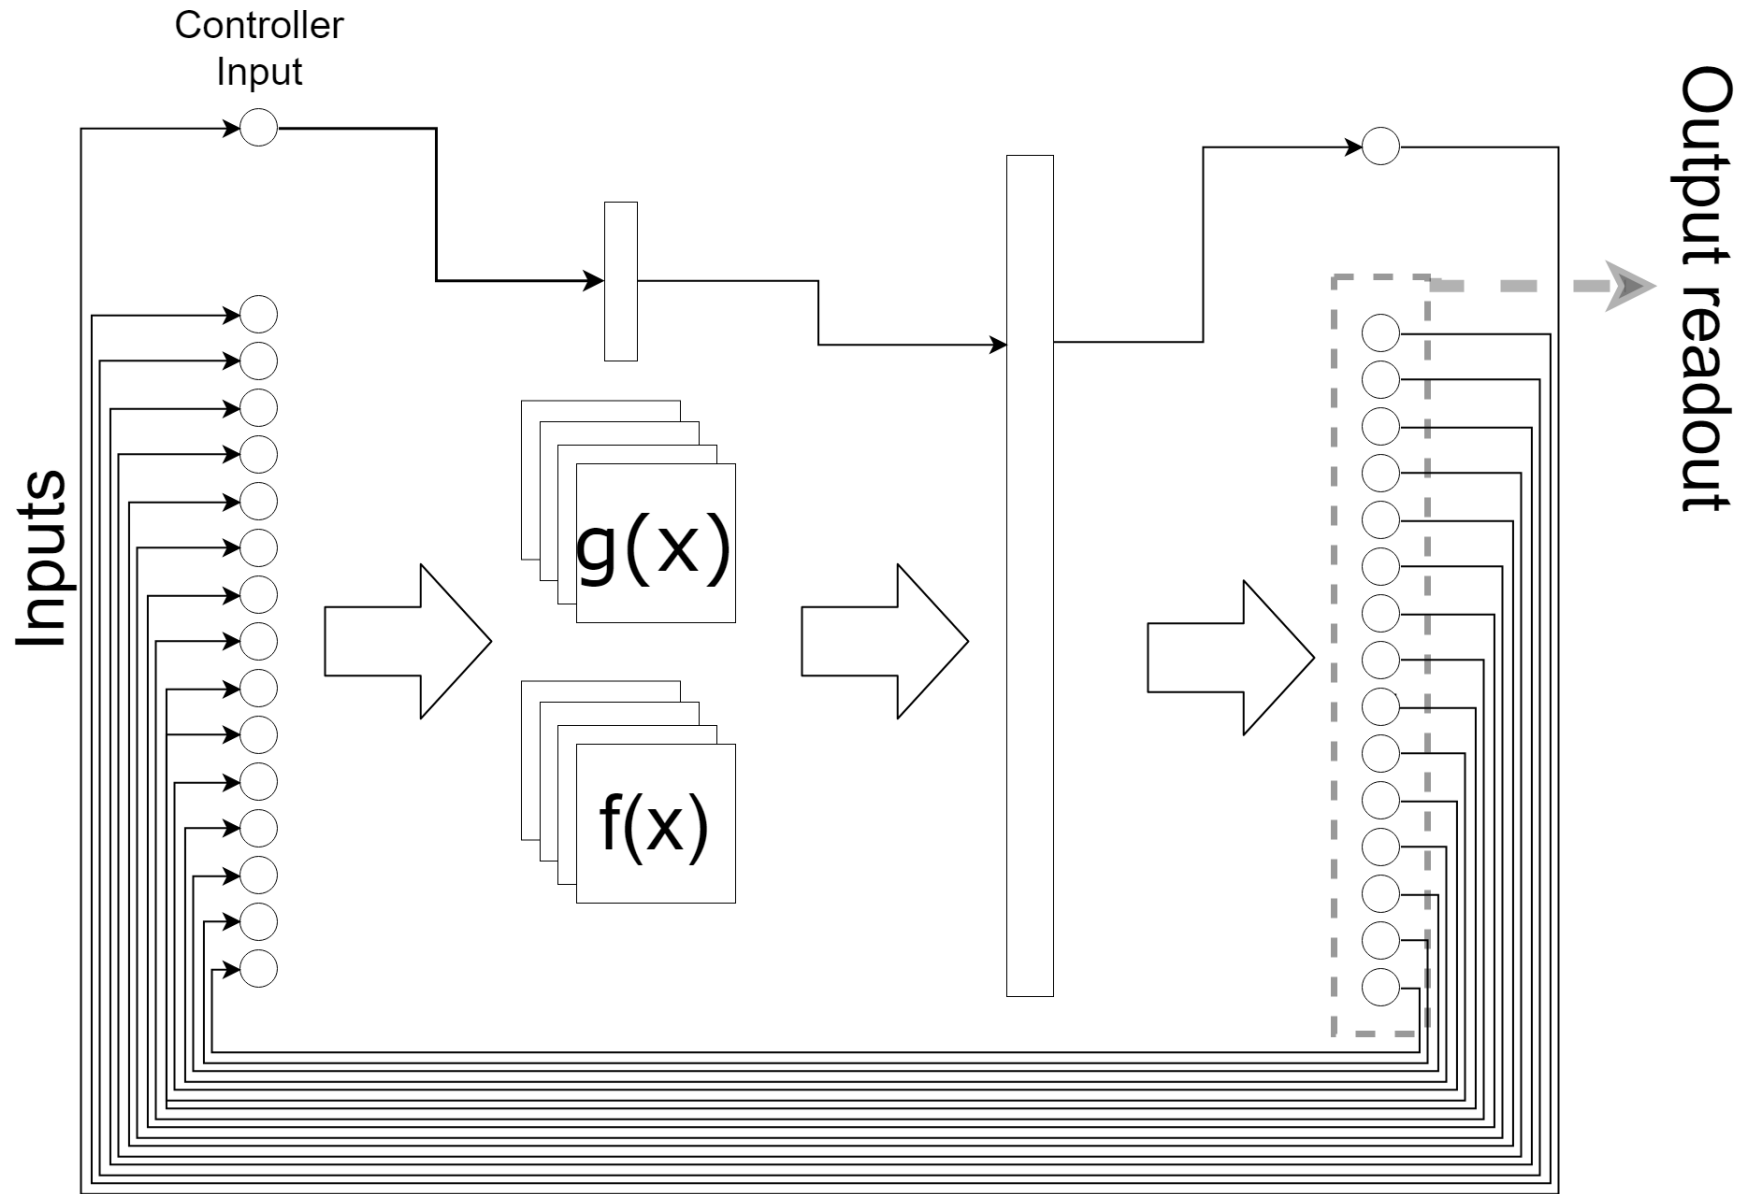 Controller
Input
Inputs
g(x)
f(x)
Output readout